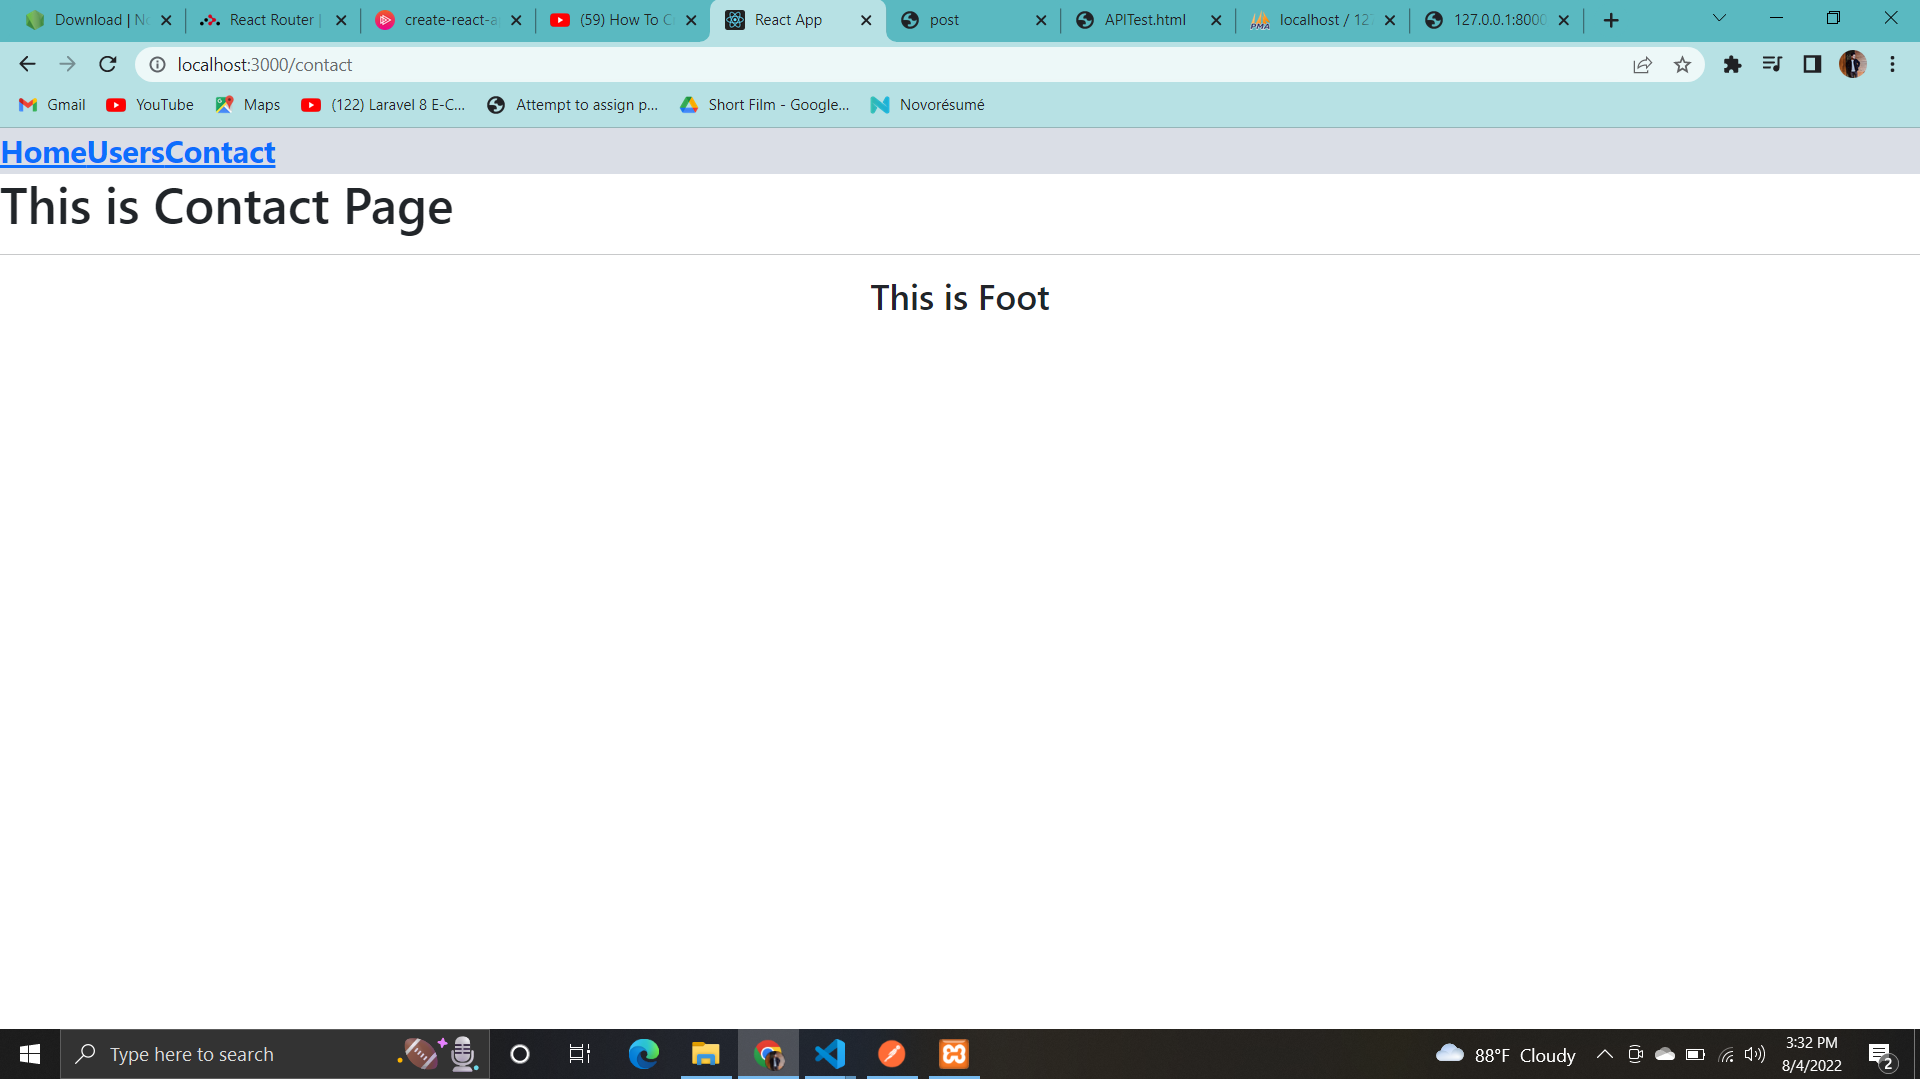 Download | No
React Router |
create-react-a
(59) How To C
React App
post
APITest.html
localhost / 127
127.0.0.1:8000
localhost:3000/contact
Gmail
YouTube
Maps
(122) Laravel 8 E-C...
Attempt to assign p...
Short Film - Google...
Novorésumé
HomeUsersContact
This is Contact Page
This is Foot
Type here to search
88°F Cloudy
3:32 PM
8/4/2022
2